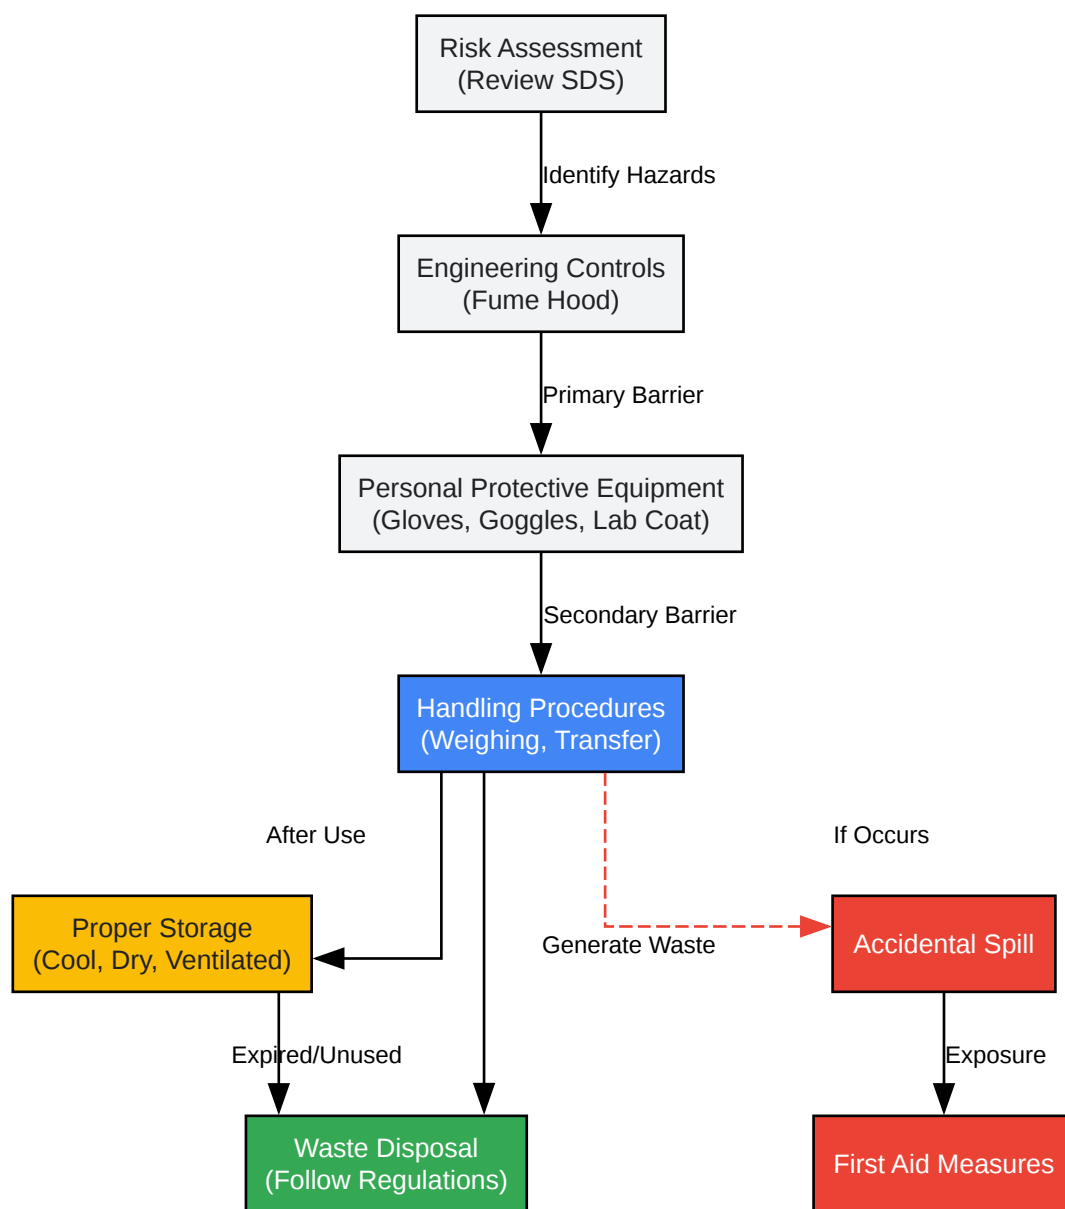 Risk Assessment
(Review SDS)
Identify Hazards
Engineering Controls
(Fume Hood)
Primary Barrier
Personal Protective Equipment
(Gloves, Goggles, Lab Coat)
Secondary Barrier
Handling Procedures
(Weighing, Transfer)
After Use
If Occurs
Proper Storage
(Cool, Dry, Ventilated)
Generate Waste
Accidental Spill
Expired/Unused
Exposure
Waste Disposal
(Follow Regulations)
First Aid Measures